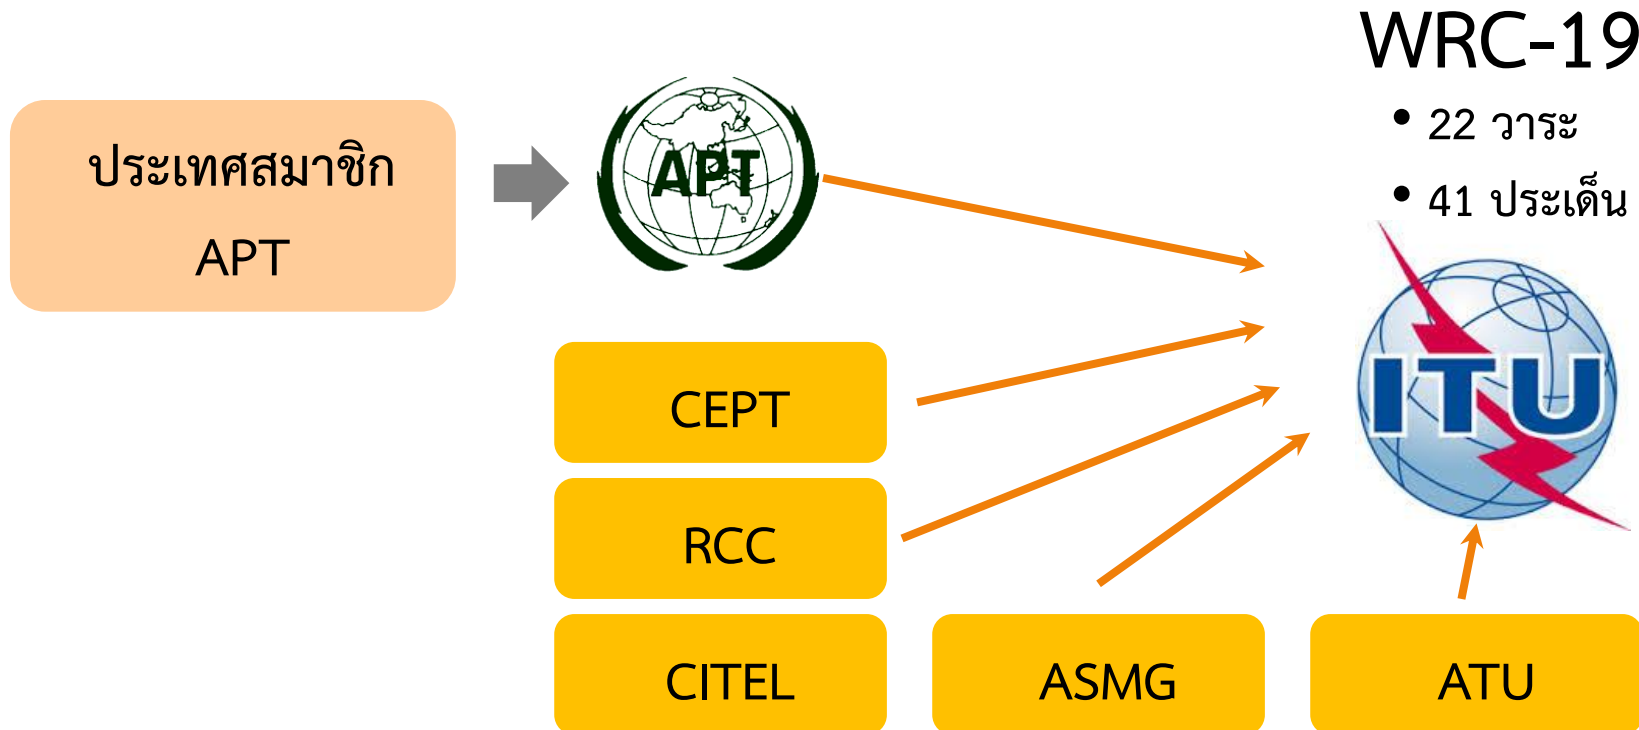 WRC-19
• 22 วาระ
• 41 ประเด็น
ประเทศสมาชิก
APT
APT
ITU
CEPT
RCC
CITEL
ASMG
ATU